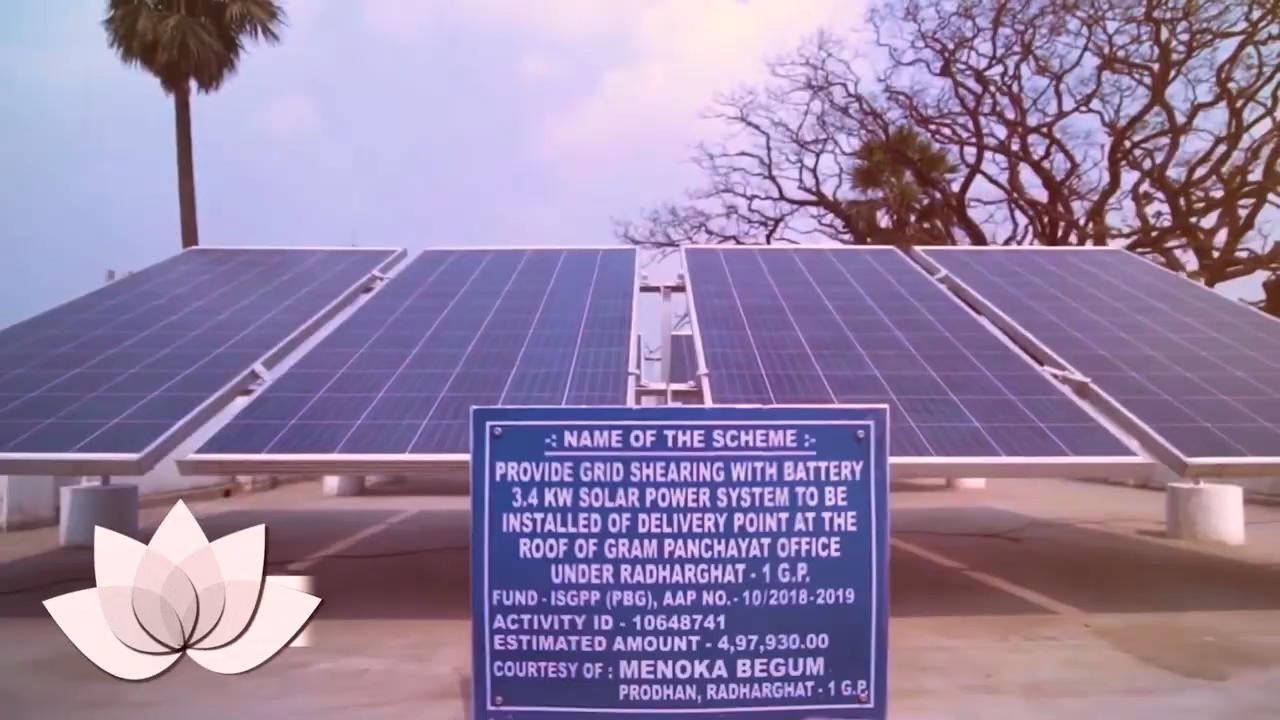 -: NAME OF THE SCHEME :-
PROVIDE GRID SHEARING WITH BATTERY
3.4 KW SOLAR POWER SYSTEM TO BE
INSTALLED OF DELIVERY POINT AT THE
ROOF OF GRAM PANCHAYAT OFFICE
UNDER RADHARGHAT - 1 G.P.
FUND - ISGPP (PBG), AAP NO.- 10/2018-2019
ACTIVITY ID - 10648741
ESTIMATED AMOUNT - 4,97,930.00
COURTESY OF : MENOKA BEGUM
PRODHAN, RADHARGHAT - 1 G.P.